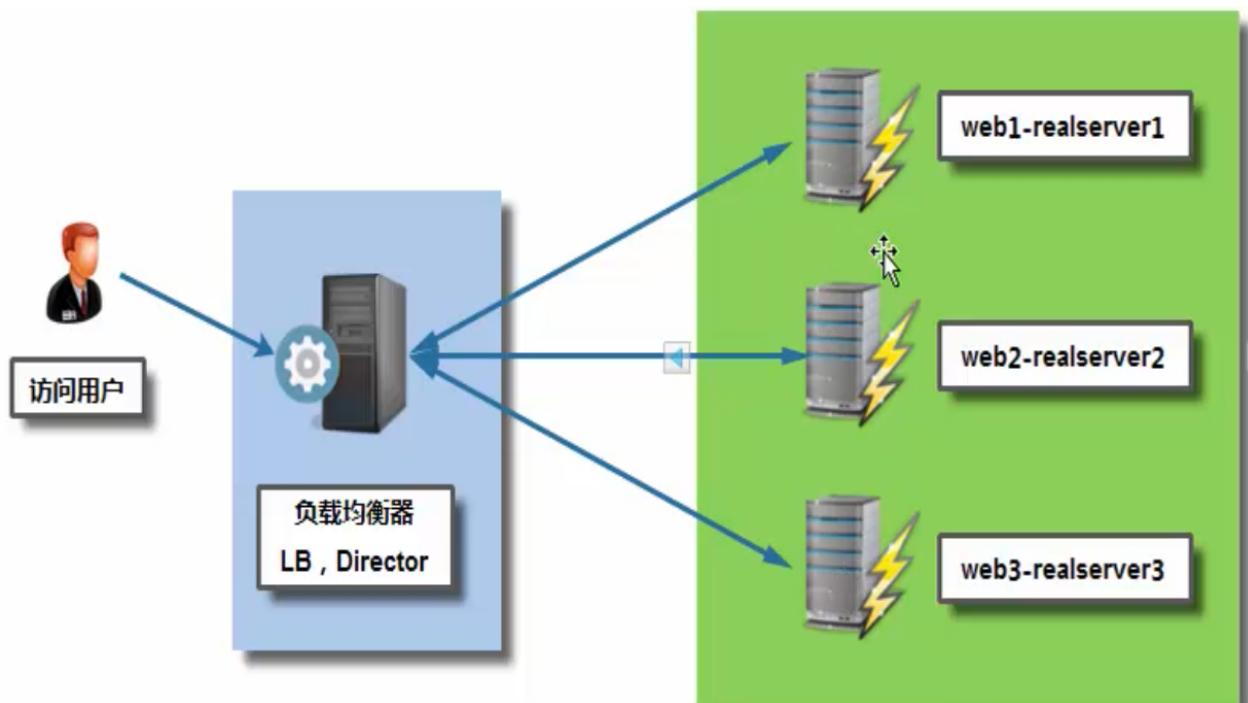 访问用户
负载均衡器
LB，Director
web1-realserver1
web2-realserver2
web3-realserver3